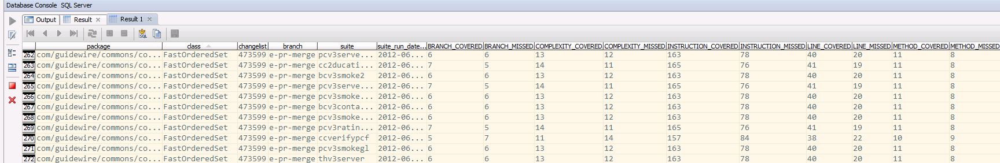 Database Console SQL Server
Output Result Result 1
SQL
package class changelist branch suite suite_run_date... BRANCH_COVERED BRANCH_MISSED COMPLEXITY_COVERED COMPLEXITY_MISSED INSTRUCTION_COVERED INSTRUCTION_MISSED LINE_COVERED LINE_MISSED METHOD_COVERED METHOD_MISSED
262 com/guidewire/commons/co... FastOrderedSet 473599 e-pr-merge pcv3serve... 2012-06... 6 6 13 12 163 78 40 20 11 8
263 com/guidewire/commons/co... FastOrderedSet 473599 e-pr-merge cc2ducati... 2012-06... 7 5 14 11 165 76 41 19 11 8
264 com/guidewire/commons/co... FastOrderedSet 473599 e-pr-merge bcv3smoke2 2012-06... 6 6 13 12 163 78 40 20 11 8
265 com/guidewire/commons/co... FastOrderedSet 473599 e-pr-merge pcv3serve... 2012-06... 7 5 14 11 165 76 41 19 11 8
266 com/guidewire/commons/co... FastOrderedSet 473599 e-pr-merge pcv3smoke... 2012-06... 6 6 13 12 163 78 40 20 11 8
267 com/guidewire/commons/co... FastOrderedSet 473599 e-pr-merge bcv3conta... 2012-06... 6 6 13 12 163 78 40 20 11 8
268 com/guidewire/commons/co... FastOrderedSet 473599 e-pr-merge pcv3smoke... 2012-06... 6 6 13 12 163 78 40 20 11 8
269 com/guidewire/commons/co... FastOrderedSet 473599 e-pr-merge pcv3ratin... 2012-06... 7 5 14 11 165 76 41 19 11 8
270 com/guidewire/commons/co... FastOrderedSet 473599 e-pr-merge ccverifypcf 2012-06... 5 7 11 14 157 84 38 22 10 9
271 com/guidewire/commons/co... FastOrderedSet 473599 e-pr-merge pcv3smokegl 2012-06... 6 6 13 12 163 78 40 20 11 8
272 com/guidewire/commons/co... FastOrderedSet 473599 e-pr-merge thv3server 2012-06... 6 6 13 12 163 78 40 20 11 8